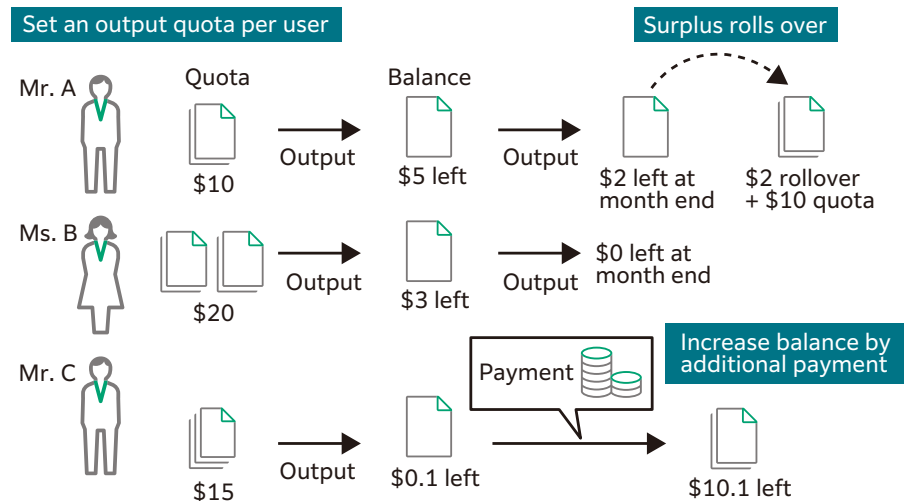 Set an output quota per user
Surplus rolls over
Mr. A
Quota
Balance
Output
Output
$10
$5 left
$2 left at
month end
$2 rollover
+ $10 quota
Ms. B
Output
Output
$20
$3 left
$0 left at
month end
Increase balance by
additional payment
Mr. C
Payment
Output
$15
$0.1 left
$10.1 left